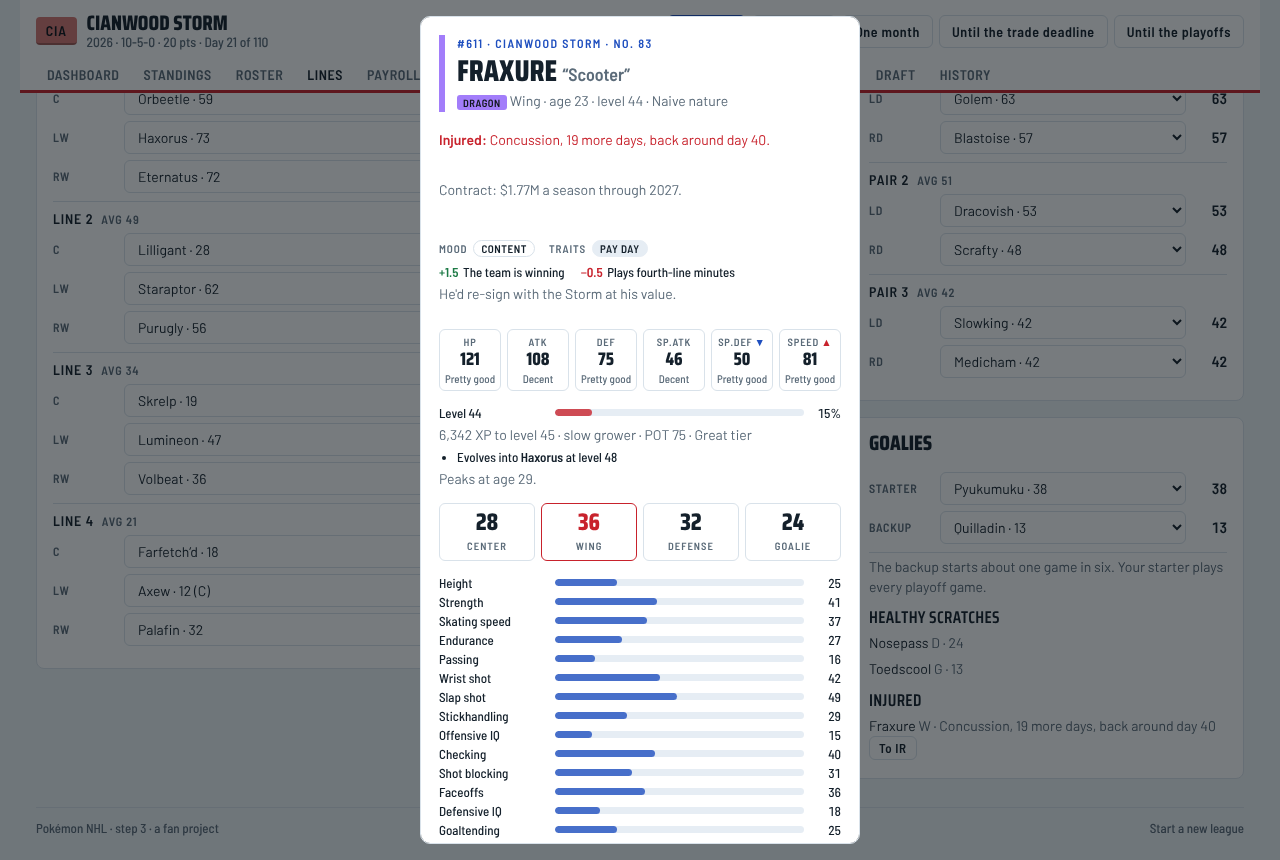 CIA
CIANWOOD STORM
2026 · 10-5-0 · 20 pts · Day 21 of 110
One month
Until the trade deadline
Until the playoffs
DASHBOARD
STANDINGS
ROSTER
LINES
PAYROLL
DRAFT
HISTORY
C
Orbeetle · 59
LW
Haxorus · 73
RW
Eternatus · 72
LINE 2 AVG 49
C
Lilligant · 28
LW
Staraptor · 62
RW
Purugly · 56
LINE 3 AVG 34
C
Skrelp · 19
LW
Lumineon · 47
RW
Volbeat · 36
LINE 4 AVG 21
C
Farfetch'd · 18
LW
Axew · 12 (C)
RW
Palafin · 32
#611 · CIANWOOD STORM · NO. 83
FRAXURE “Scooter”
DRAGON Wing · age 23 · level 44 · Naive nature
Injured: Concussion, 19 more days, back around day 40.
Contract: $1.77M a season through 2027.
MOOD CONTENT TRAITS PAY DAY
+1.5 The team is winning −0.5 Plays fourth-line minutes
He'd re-sign with the Storm at his value.
HP ATK DEF SP.ATK SP.DEF ▼ SPEED ▲
121 108 75 46 50 81
Pretty good Decent Pretty good Decent Pretty good Pretty good
Level 44 15%
6,342 XP to level 45 · slow grower · POT 75 · Great tier
• Evolves into Haxorus at level 48
Peaks at age 29.
28 36 32 24
CENTER WING DEFENSE GOALIE
Height 25
Strength 41
Skating speed 37
Endurance 27
Passing 16
Wrist shot 42
Slap shot 49
Stickhandling 29
Offensive IQ 15
Checking 40
Shot blocking 31
Faceoffs 36
Defensive IQ 18
Goaltending 25
LD Golem · 63 63
RD Blastoise · 57 57
PAIR 2 AVG 51
LD Dracovish · 53 53
RD Scrafty · 48 48
PAIR 3 AVG 42
LD Slowking · 42 42
RD Medicham · 42 42
GOALIES
STARTER Pyukumuku · 38 38
BACKUP Quilladin · 13 13
The backup starts about one game in six. Your starter plays
every playoff game.
HEALTHY SCRATCHES
Nosepass D · 24
Toedscool G · 13
INJURED
Fraxure W · Concussion, 19 more days, back around day 40
To IR
Pokémon NHL · step 3 · a fan project
Start a new league